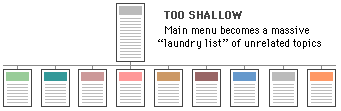 TOO SHALLOW
Main menu becomes a massive
“laundry list” of unrelated topics